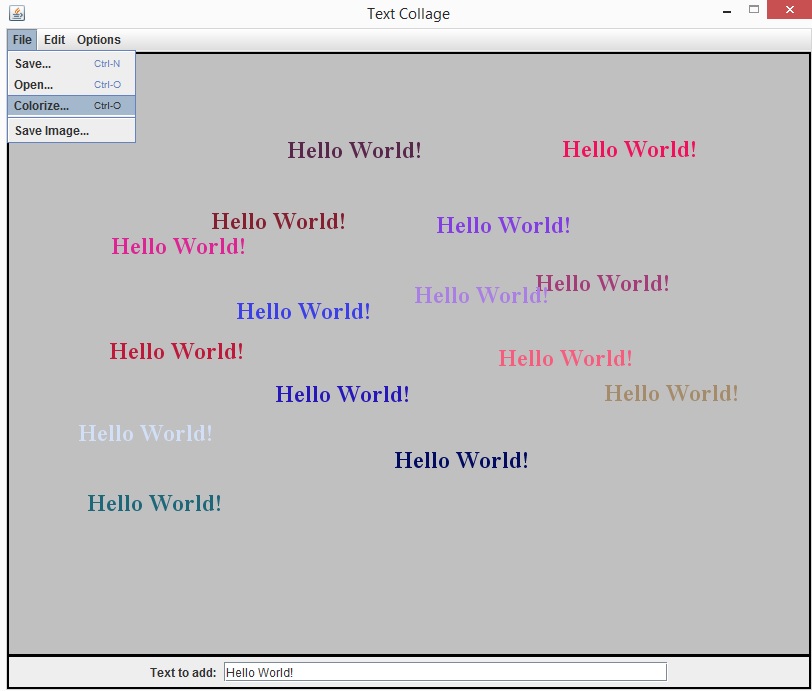 Text Collage
File Edit Options
Save... Ctrl-N
Open... Ctrl-O
Colorize... Ctrl-O
Save Image...
Hello World! Hello World!
Hello World! Hello World!
Hello World!
Hello World!
Hello World!
Hello World!
Hello World!
Hello World!
Hello World! Hello World!
Hello World!
Hello World!
Hello World!
Text to add: Hello World!